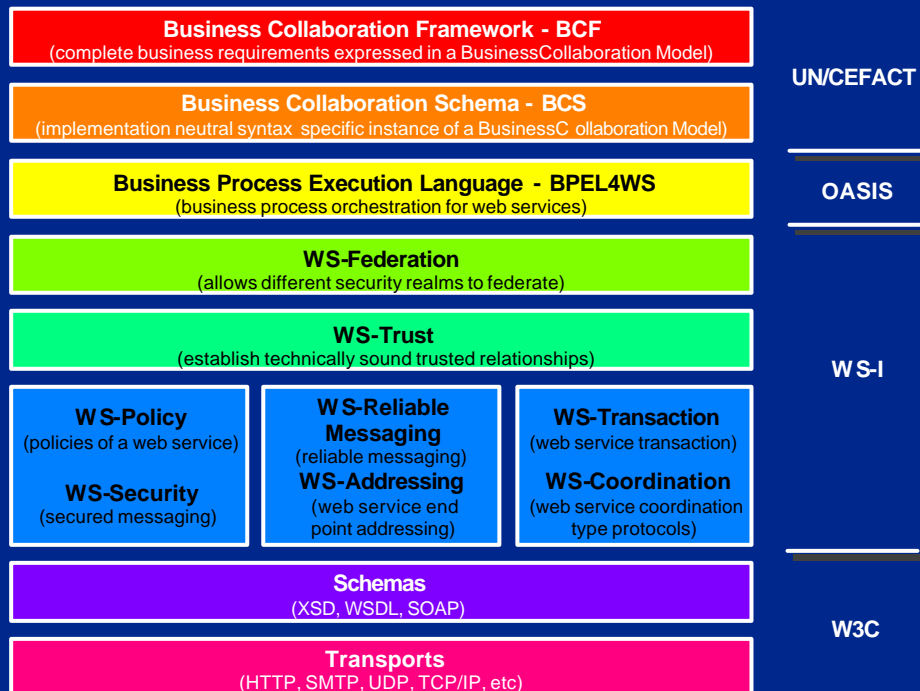 Business Collaboration Framework - BCF
(complete business requirements expressed in a BusinessCollaboration Model)
UN/CEFACT
Business Collaboration Schema - BCS
(implementation neutral syntax specific instance of a BusinessC ollaboration Model)
Business Process Execution Language - BPEL4WS
(business process orchestration for web services)
OASIS
WS-Federation
(allows different security realms to federate)
WS-Trust
(establish technically sound trusted relationships)
WS-I
WS-Policy
(policies of a web service)
WS-Security
(secured messaging)
WS-Reliable
Messaging
(reliable messaging)
WS-Addressing
(web service end
point addressing)
WS-Transaction
(web service transaction)
WS-Coordination
(web service coordination
type protocols)
Schemas
(XSD, WSDL, SOAP)
W3C
Transports
(HTTP, SMTP, UDP, TCP/IP, etc)